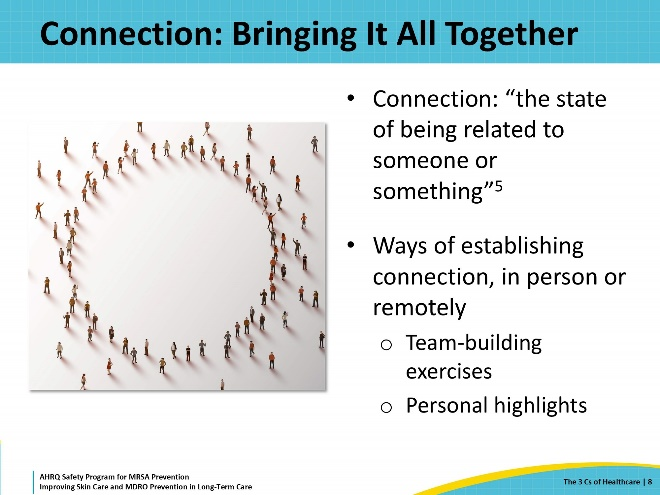 Connection: Bringing It All Together
• Connection: “the state
of being related to
someone or
something”5
• Ways of establishing
connection, in person or
remotely
o Team-building
exercises
o Personal highlights
AHRQ Safety Program for MRSA Prevention
Improving Skin Care and MDRO Prevention in Long-Term Care
The 3 Cs of Healthcare | 8